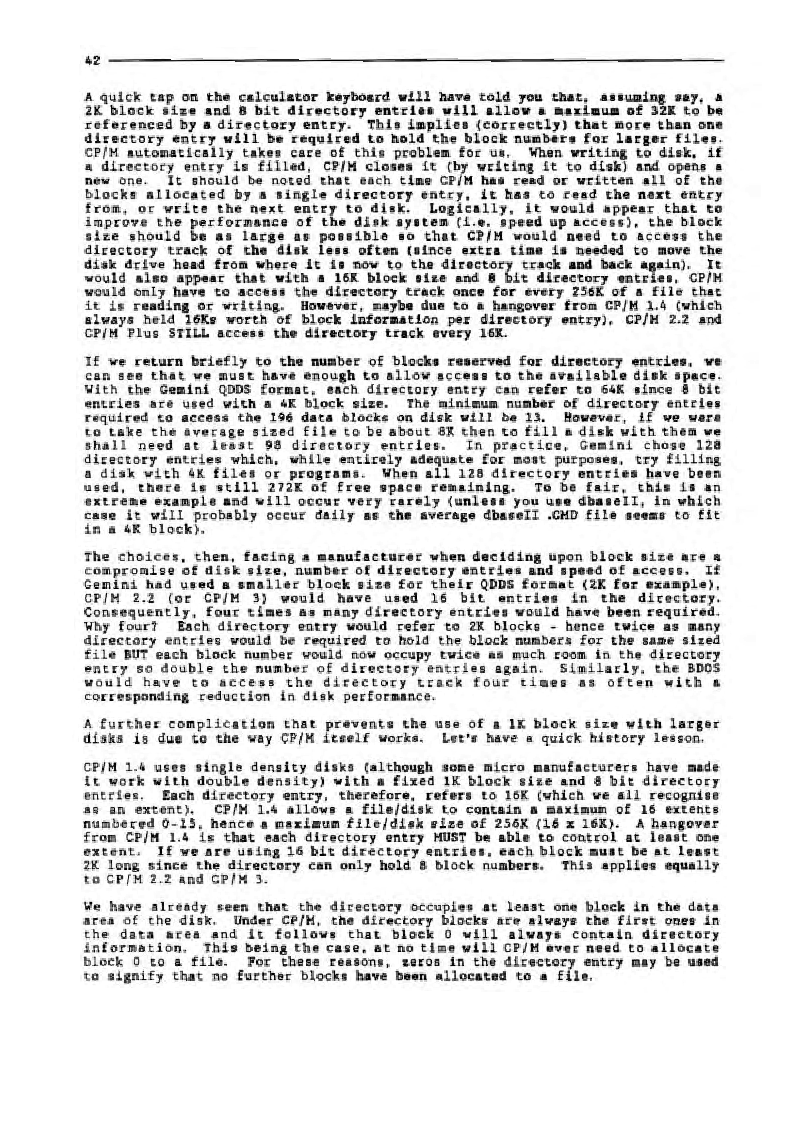 42
A quick tap on the calculator keyboard will have told you that, assuming say, a
2K block size and 8 bit directory entries will allow a maximum of 32K to be
referenced by a directory entry. This implies (correctly) that more than one
directory entry will be required to hold the block numbers for larger files.
CP/M automatically takes care of this problem for us. When writing to disk, if
a directory entry is filled, CP/M closes it (by writing it to disk) and opens a
new one. It should be noted that each time CP/M has read or written all of the
blocks allocated by a single directory entry, it has to read the next entry
from, or write the next entry to disk. Logically, it would appear that to
improve the performance of the disk system (i.e. speed up access), the block
size should be as large as possible so that CP/M would need to access the
directory track of the disk less often (since extra time is needed to move the
disk drive head from where it is now to the directory track and back again). It
would also appear that with a 16K block size and 8 bit directory entries, CP/M
would only have to access the directory track once for every 256K of a file that
it is reading or writing. However, maybe due to a hangover from CP/M 1.4 (which
always held 16Ks worth of block information per directory entry), CP/M 2.2 and
CP/M Plus STILL access the directory track every 16K.
If we return briefly to the number of blocks reserved for directory entries, we
can see that we must have enough to allow access to the available disk space.
With the Gemini QDDS format, each directory entry can refer to 64K since 8 bit
entries are used with a 4K block size. The minimum number of directory entries
required to access the 196 data blocks on disk will be 13. However, if we were
to take the average sized file to be about 8K then to fill a disk with them we
shall need at least 98 directory entries. In practice, Gemini chose 128
directory entries which, while entirely adequate for most purposes, try filling
a disk with 4K files or programs. When all 128 directory entries have been
used, there is still 272K of free space remaining. To be fair, this is an
extreme example and will occur very rarely (unless you use dbaseII, in which
case it will probably occur daily as the average dbaseII .CMD file seems to fit
in a 4K block).
The choices, then, facing a manufacturer when deciding upon block size are a
compromise of disk size, number of directory entries and speed of access. If
Gemini had used a smaller block size for their QDDS format (2K for example),
CP/M 2.2 (or CP/M 3) would have used 16 bit entries in the directory.
Consequently, four times as many directory entries would have been required.
Why four? Each directory entry would refer to 2K blocks - hence twice as many
directory entries would be required to hold the block numbers for the same sized
file BUT each block number would now occupy twice as much room in the directory
entry so double the number of directory entries again. Similarly, the BDOS
would have to access the directory track four times as often with a
corresponding reduction in disk performance.
A further complication that prevents the use of a 1K block size with larger
disks is due to the way CP/M itself works. Let's have a quick history lesson.
CP/M 1.4 uses single density disks (although some micro manufacturers have made
it work with double density) with a fixed 1K block size and 8 bit directory
entries. Each directory entry, therefore, refers to 16K (which we all recognise
as an extent). CP/M 1.4 allows a file/disk to contain a maximum of 16 extents
numbered 0-15, hence a maximum file/disk size of 256K (16 x 16K). A hangover
from CP/M 1.4 is that each directory entry MUST be able to control at least one
extent. If we are using 16 bit directory entries, each block must be at least
2K long since the directory can only hold 8 block numbers. This applies equally
to CP/M 2.2 and CP/M 3.
We have already seen that the directory occupies at least one block in the data
area of the disk. Under CP/M, the directory blocks are always the first ones in
the data area and it follows that block 0 will always contain directory
information. This being the case, at no time will CP/M ever need to allocate
block 0 to a file. For these reasons, zeros in the directory entry may be used
to signify that no further blocks have been allocated to a file.